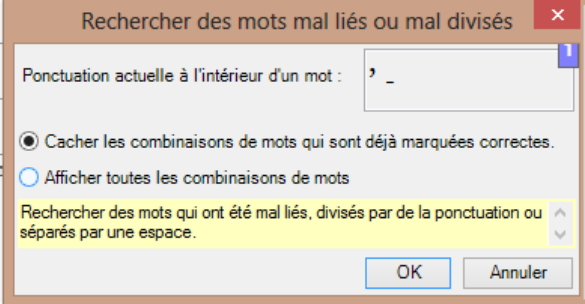 Rechercher des mots mal liés ou mal divisés
1
Ponctuation actuelle à l'intérieur d'un mot : ’ -
Cacher les combinaisons de mots qui sont déjà marquées correctes.
Afficher toutes les combinaisons de mots
Rechercher des mots qui ont été mal liés, divisés par de la ponctuation ou
séparés par une espace.
OK Annuler